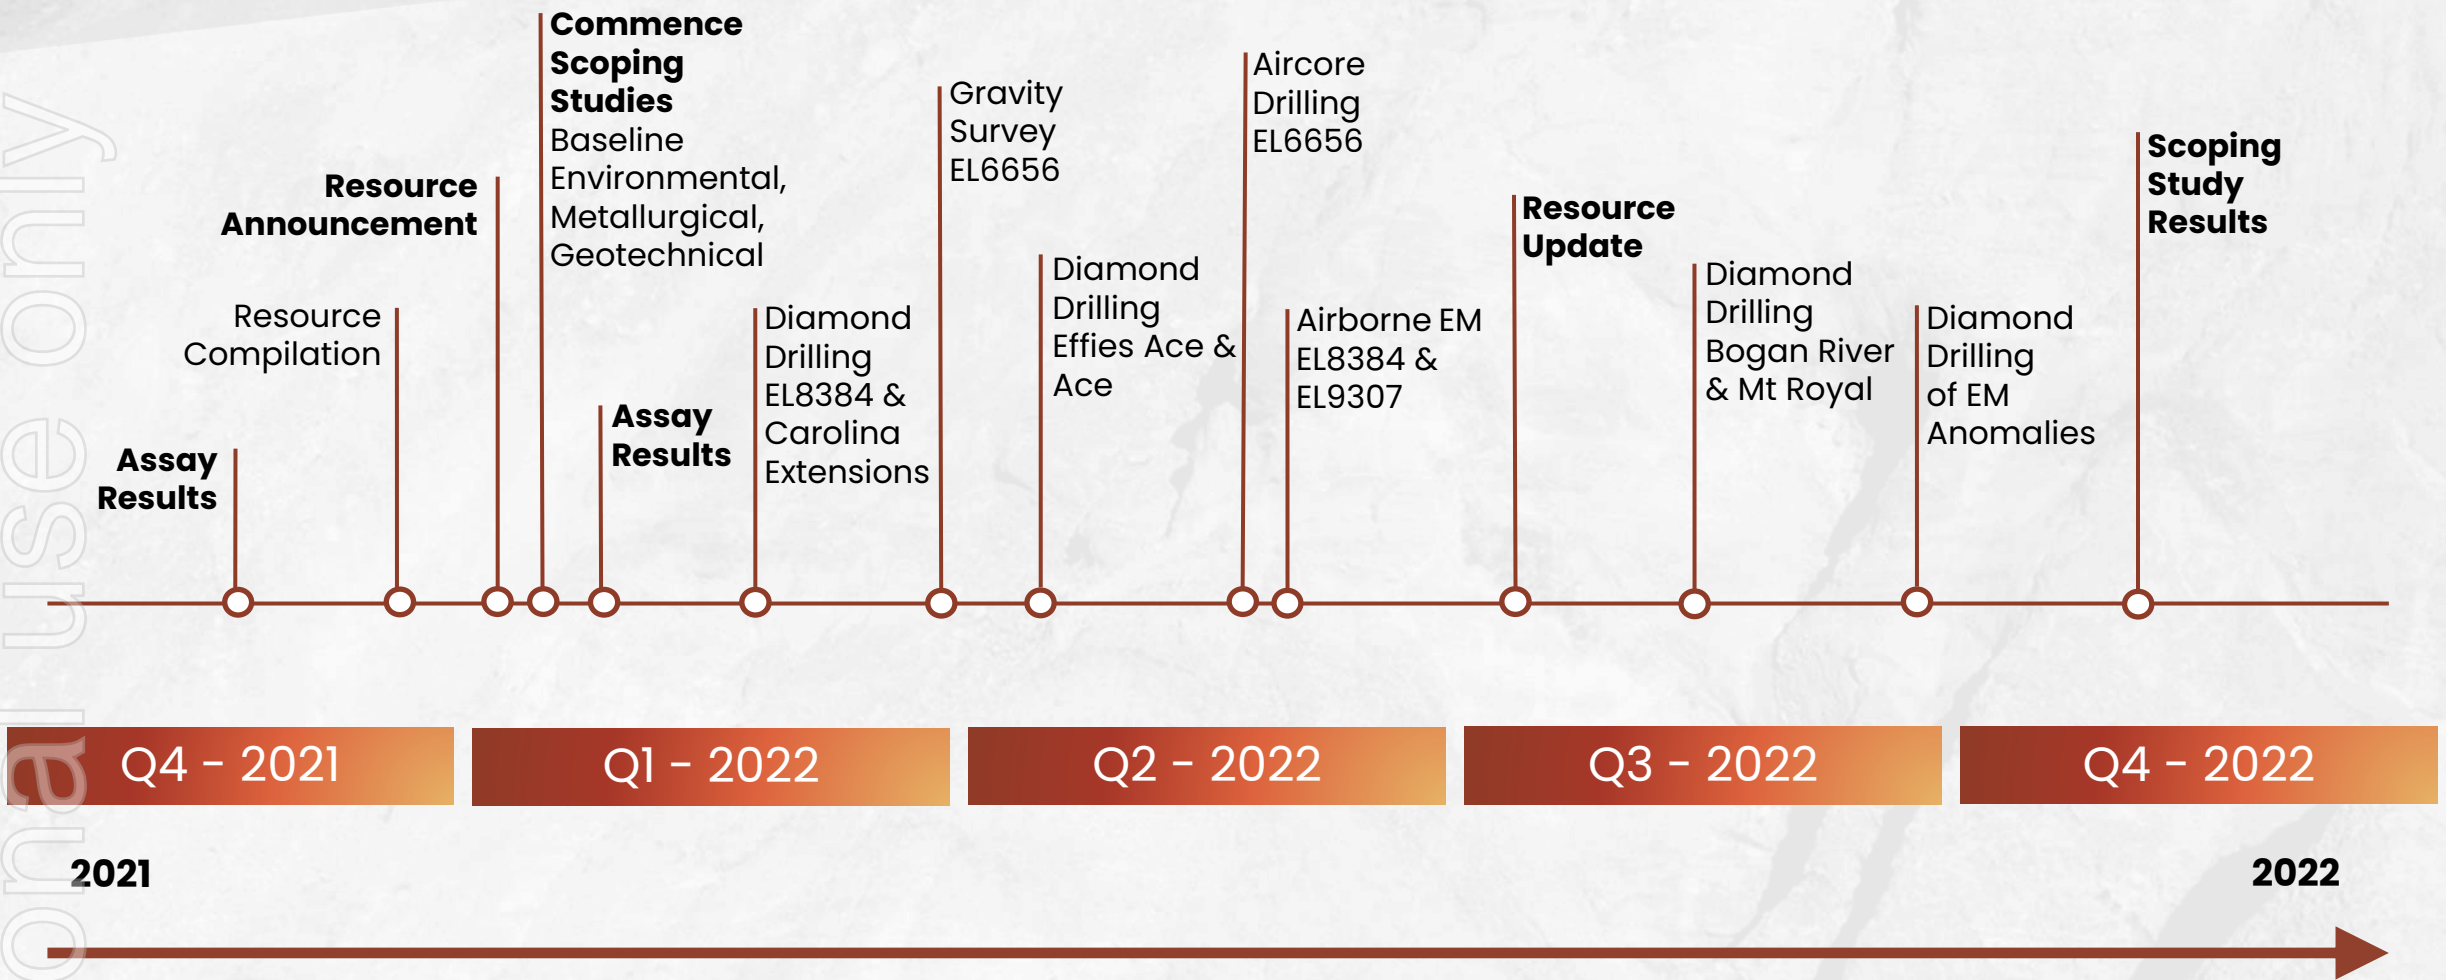 Assay
Results
Resource
Compilation
Resource
Announcement
Commence
Scoping
Studies
Baseline
Environmental,
Metallurgical,
Geotechnical
Assay
Results
Diamond
Drilling
EL8384 &
Carolina
Extensions
Gravity
Survey
EL6656
Diamond
Drilling
Effies Ace &
Ace
Aircore
Drilling
EL6656
Airborne EM
EL8384 &
EL9307
Resource
Update
Diamond
Drilling
Bogan River
& Mt Royal
Diamond
Drilling
of EM
Anomalies
Scoping
Study
Results
Q4 - 2021
Q1 - 2022
Q2 - 2022
Q3 - 2022
Q4 - 2022
2021
2022
onal use only